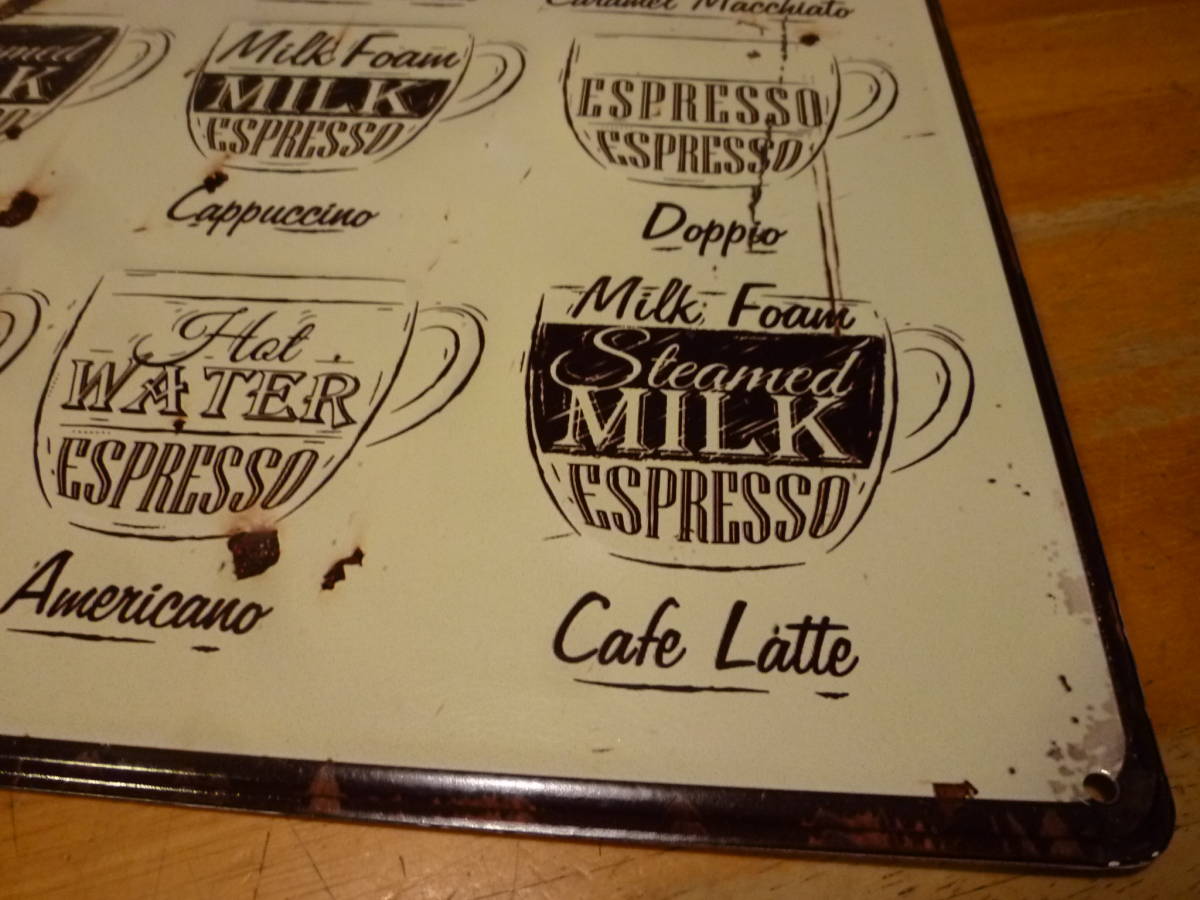 Caramel Macchiato
Milk Foam
MILK
ESPRESSO
Cappuccino
ESPRESSO
ESPRESSO
Doppio
Hot
WATER
ESPRESSO
Americano
Milk Foam
Steamed
MILK
ESPRESSO
Cafe Latte